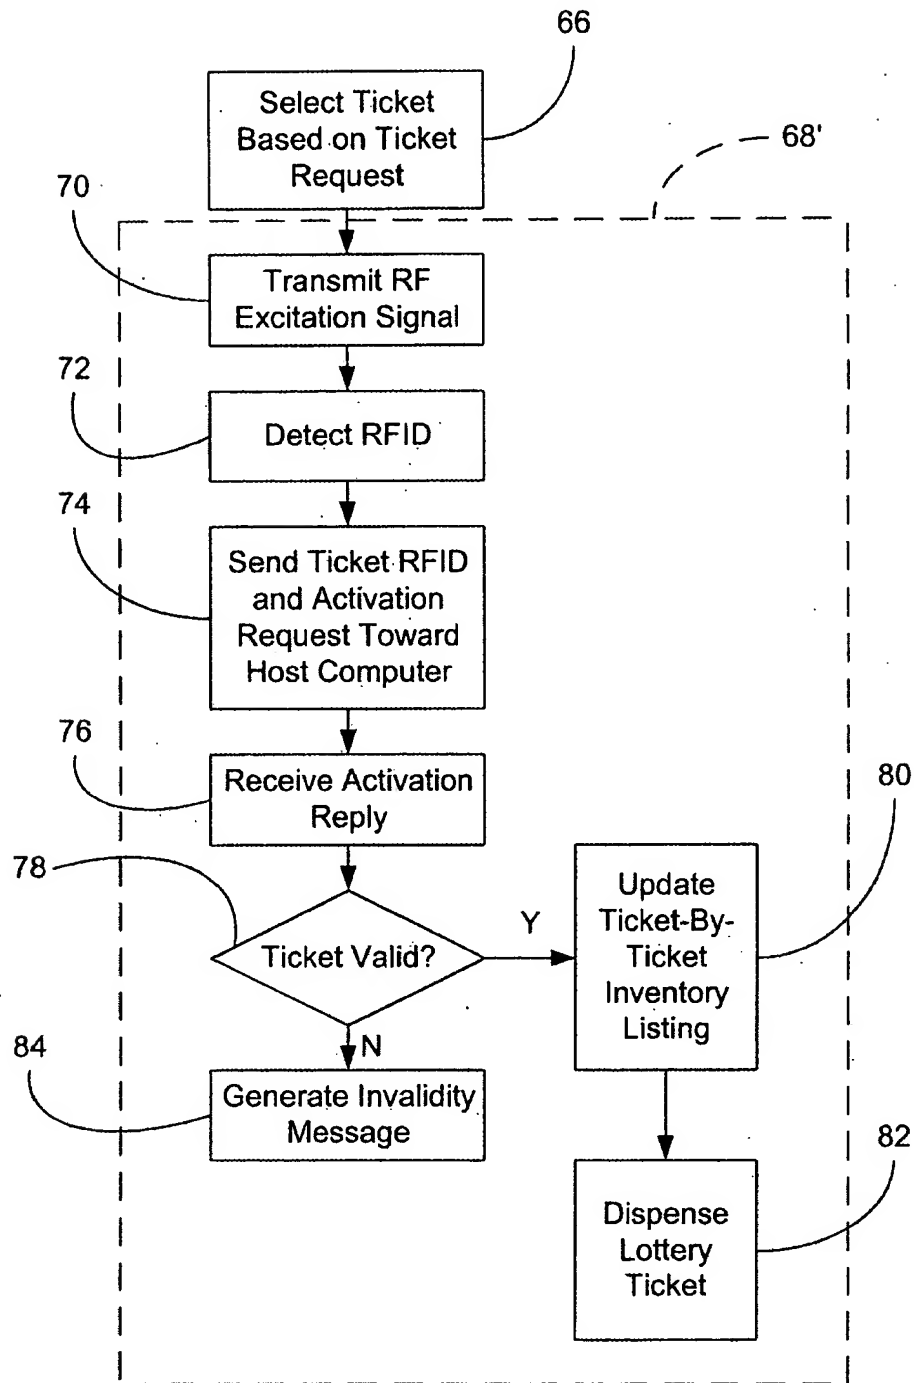 66
Select Ticket
Based on Ticket
Request
68'
70
Transmit RF
Excitation Signal
72
Detect RFID
74
Send Ticket RFID
and Activation
Request Toward
Host Computer
76
Receive Activation
Reply
78
Ticket Valid?
Y
80
Update
Ticket-By-
Ticket
Inventory
Listing
N
84
Generate Invalidity
Message
82
Dispense
Lottery
Ticket